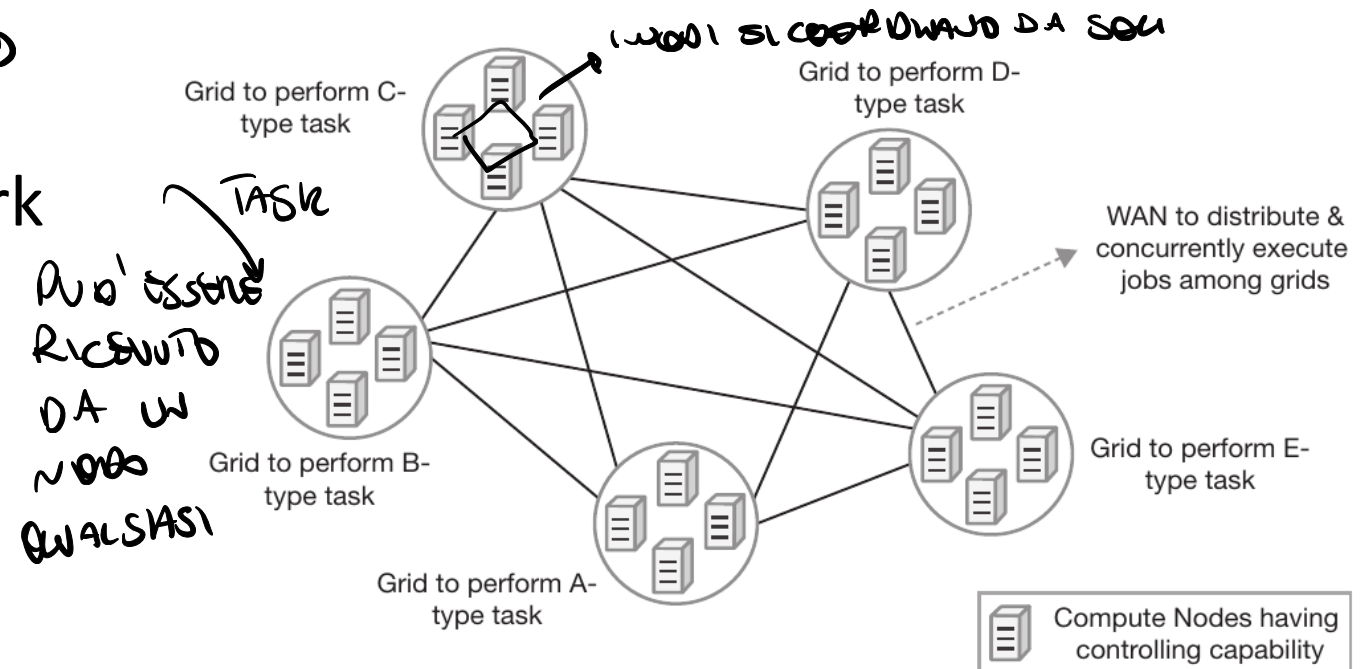 I NODI SI COORDINANO DA SOLI
Grid to perform C-
type task
Grid to perform D-
type task
rk
TASK
PUO' ESSERE
RICEVUTO
DA UN
NODO
QUALSIASI
WAN to distribute &
concurrently execute
jobs among grids
Grid to perform B-
type task
Grid to perform E-
type task
Grid to perform A-
type task
Compute Nodes having
controlling capability